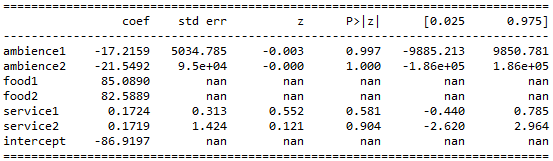 coef std err z P>|z| [0.025 0.975]
ambience1 -17.2159 5034.785 -0.003 0.997 -9885.213 9850.781
ambience2 -21.5492 9.5e+04 -0.000 1.000 -1.86e+05 1.86e+05
food1 85.0890 nan nan nan nan nan
food2 82.5889 nan nan nan nan nan
service1 0.1724 0.313 0.552 0.581 -0.440 0.785
service2 0.1719 1.424 0.121 0.904 -2.620 2.964
intercept -86.9197 nan nan nan nan nan